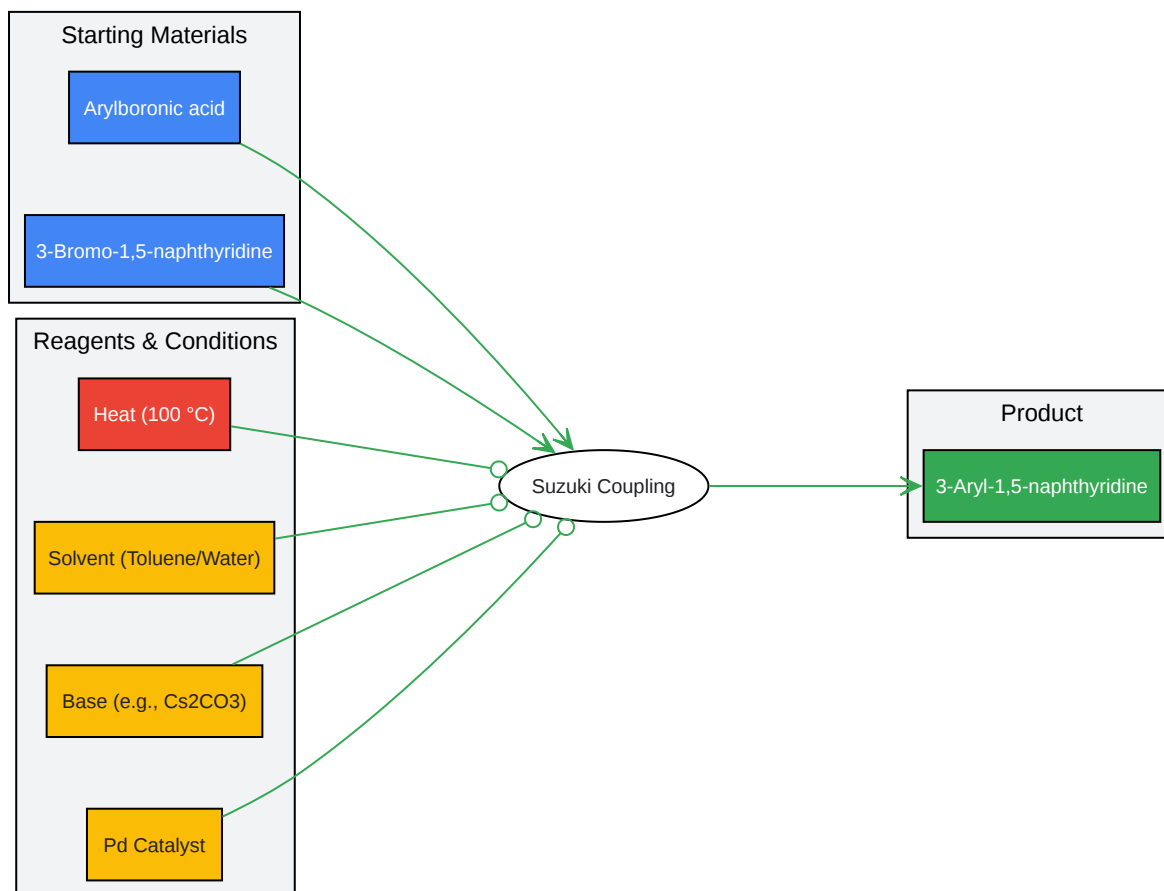 Starting Materials
Arylboronic acid
3-Bromo-1,5-naphthyridine
Reagents & Conditions
Heat (100 °C)
Solvent (Toluene/Water)
Base (e.g., Cs2CO3)
Pd Catalyst
Suzuki Coupling
Product
3-Aryl-1,5-naphthyridine